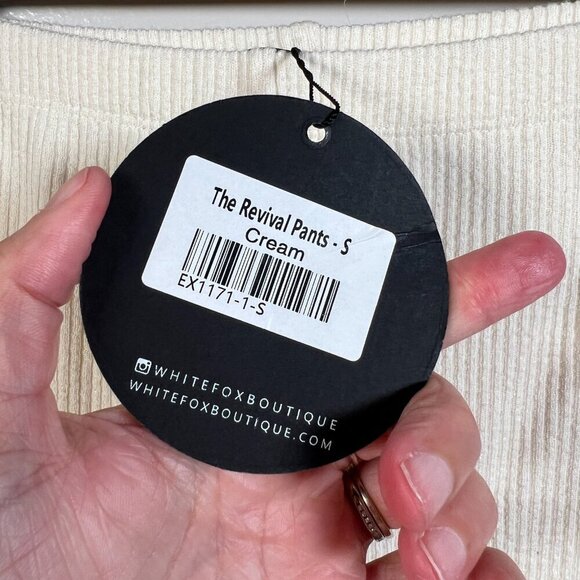 The Revival Pants - S
Cream
EX1171-1-S
WHITEFOXBOUTIQUE
WHITEFOXBOUTIQUE.COM